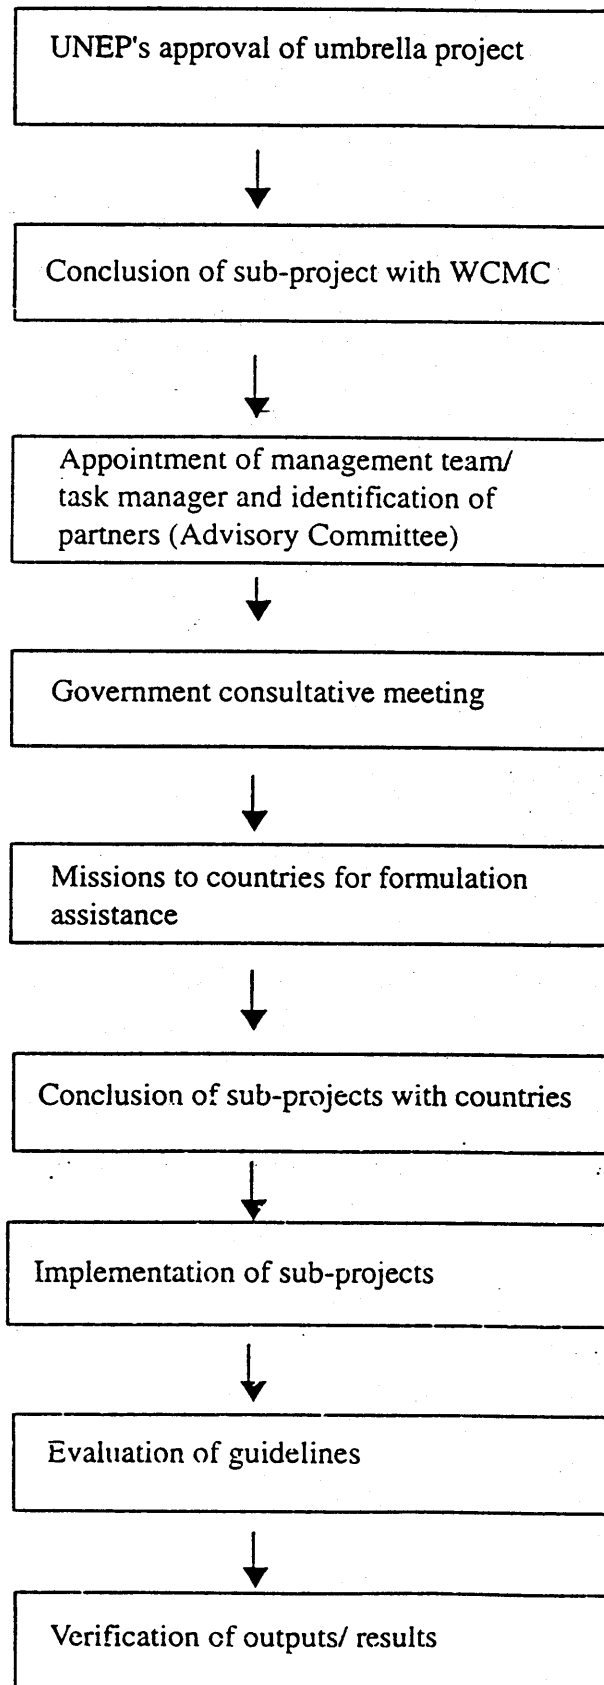 UNEP's approval of umbrella project
Conclusion of sub-project with WCMC
Appointment of management team/
task manager and identification of
partners (Advisory Committee)
Government consultative meeting
Missions to countries for formulation
assistance
Conclusion of sub-projects with countries
Implementation of sub-projects
Evaluation of guidelines
Verification of outputs/ results